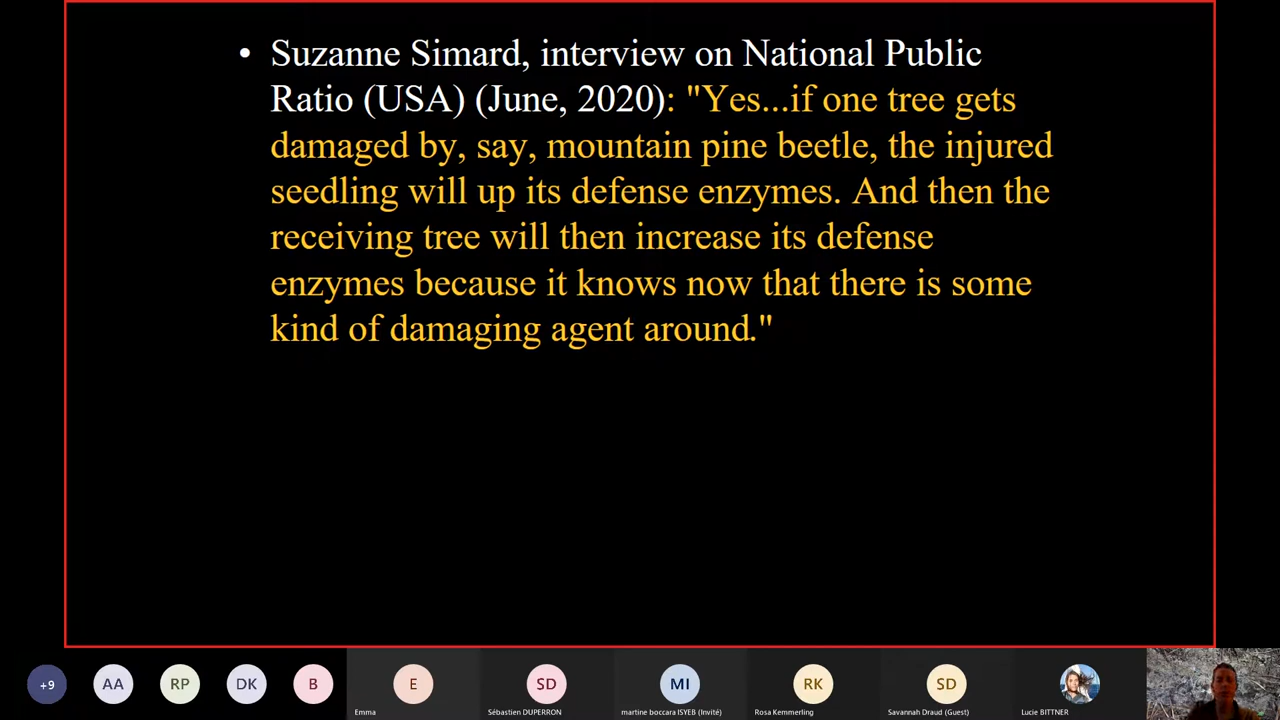 • Suzanne Simard, interview on National Public
Ratio (USA) (June, 2020): "Yes...if one tree gets
damaged by, say, mountain pine beetle, the injured
seedling will up its defense enzymes. And then the
receiving tree will then increase its defense
enzymes because it knows now that there is some
kind of damaging agent around."
+9 AA RP DK B E SD MI RK SD
Emma Sébastien DUPERRON martine boccara ISYEB (Invité) Rosa Kemmerling Savannah Draud (Guest) Lucie BITTNER